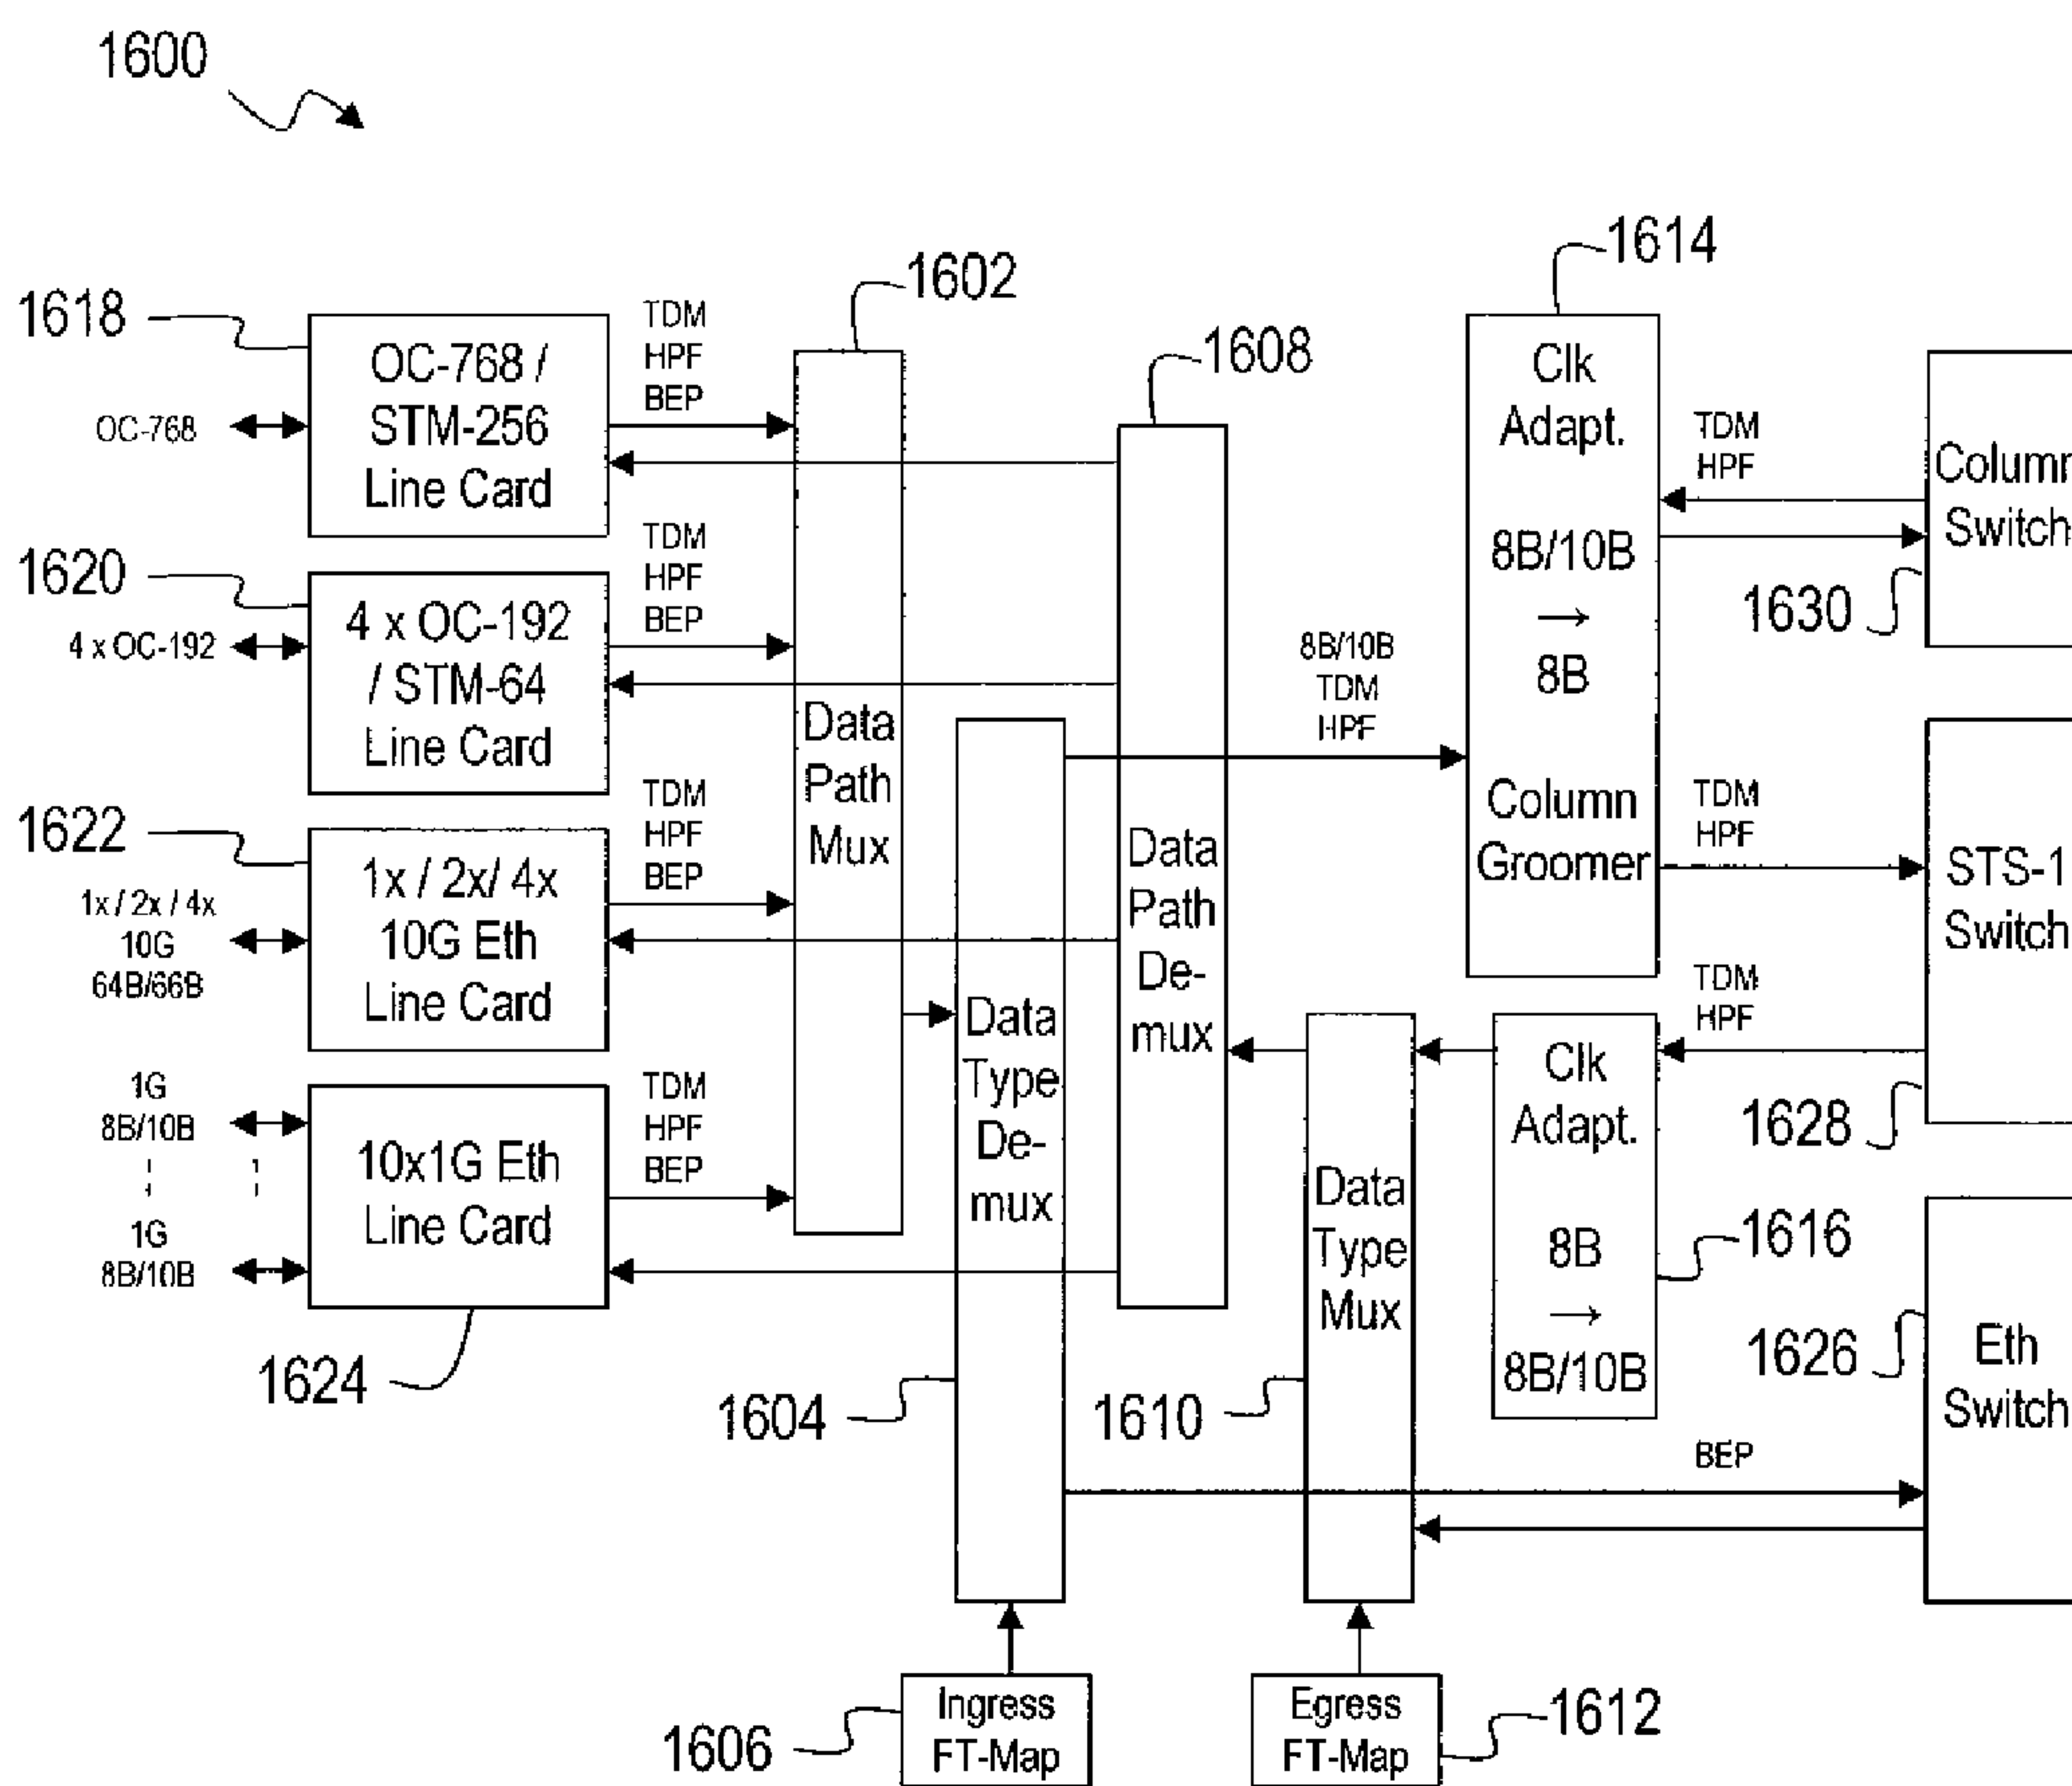 1600
1618
OC-768
OC-768 /
STM-256
Line Card
TDM
HPF
BEP
1602
1608
1614
1620
4 x OC-192
4 x OC-192
/ STM-64
Line Card
TDM
HPF
BEP
1622
1x / 2x / 4x
10G
64B/66B
1x / 2x/ 4x
10G Eth
Line Card
TDM
HPF
BEP
1G
8B/10B
1G
8B/10B
10x1G Eth
Line Card
TDM
HPF
BEP
1624
Data
Path
Mux
Data
Type
De-
mux
1604
Data
Path
De-
mux
8B/10B
TDM
HPF
Clk
Adapt.
8B/10B
→
8B
Column
Groomer
TDM
HPF
Column
Switch
1630
TDM
HPF
STS-1
Switch
TDM
HPF
1628
Data
Type
Mux
1610
Clk
Adapt.
8B
→
8B/10B
1616
1626
Eth
Switch
BEP
Ingress
FT-Map
1606
Egress
FT-Map
1612